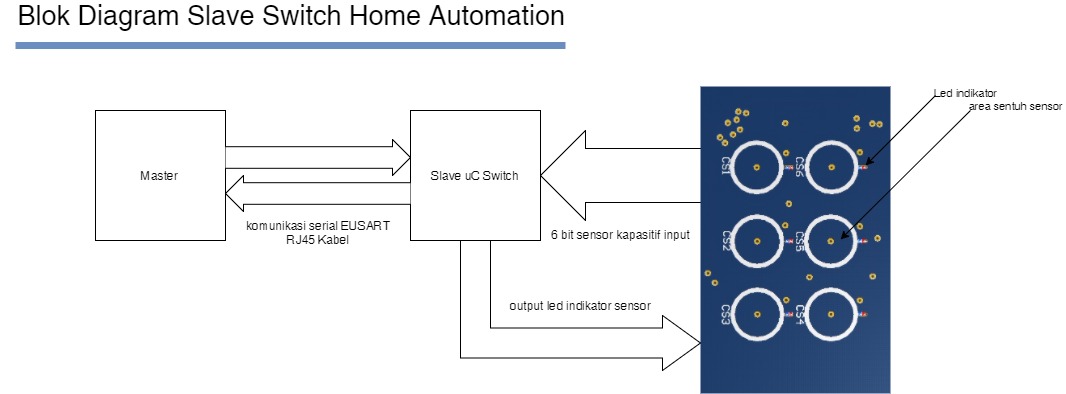 Blok Diagram Slave Switch Home Automation
Led indikator
area sentuh sensor
Master
Slave uC Switch
komunikasi serial EUSART
RJ45 Kabel
6 bit sensor kapasitif input
output led indikator sensor
CS1
CS6
CS2
CS5
CS3
CS4